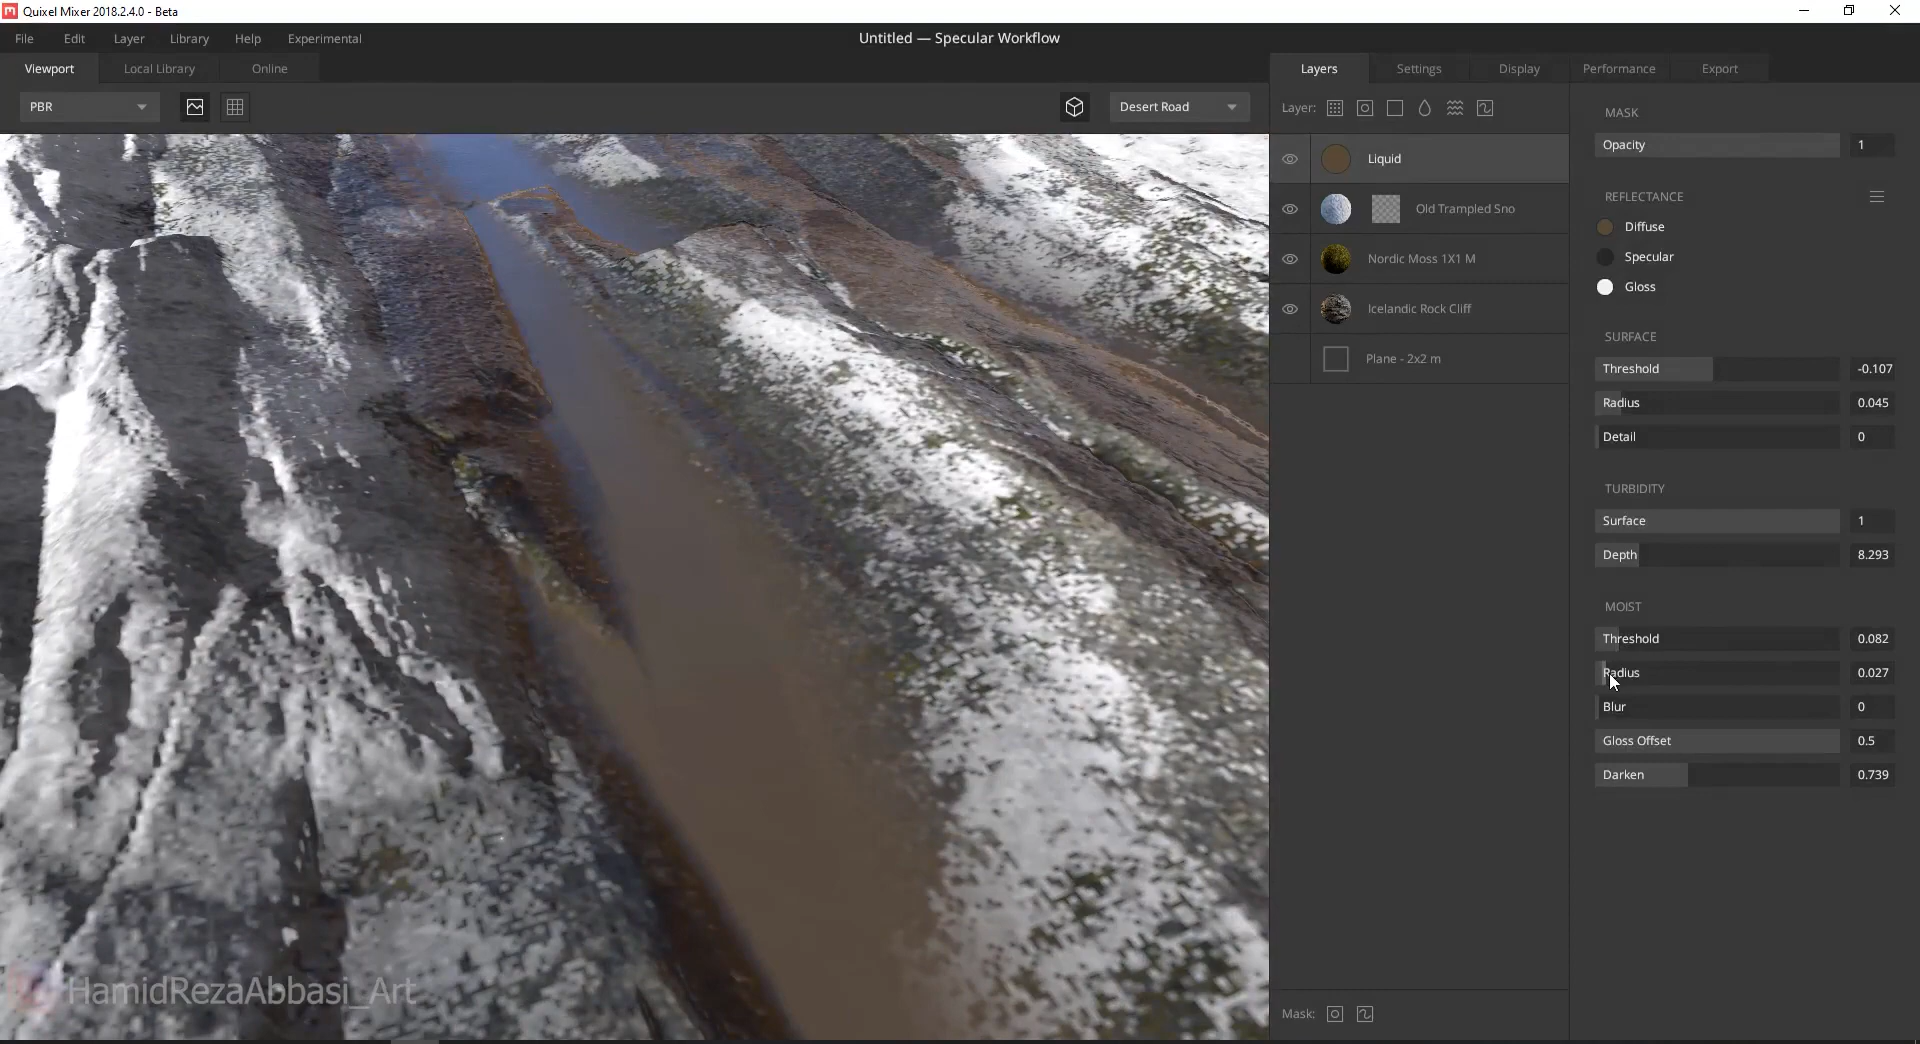 Quixel Mixer 2018.2.4.0 - Beta
File Edit Layer Library Help Experimental
Untitled — Specular Workflow
Viewport Local Library Online
Layers Settings Display Performance Export
PBR
Desert Road
Layer:
Liquid
Old Trampled Sno
Nordic Moss 1X1 M
Icelandic Rock Cliff
Plane - 2x2 m
Mask:
MASK
Opacity 1
REFLECTANCE
Diffuse
Specular
Gloss
SURFACE
Threshold -0.107
Radius 0.045
Detail 0
TURBIDITY
Surface 1
Depth 8.293
MOIST
Threshold 0.082
Radius 0.027
Blur 0
Gloss Offset 0.5
Darken 0.739
HamidRezaAbbasi_Art